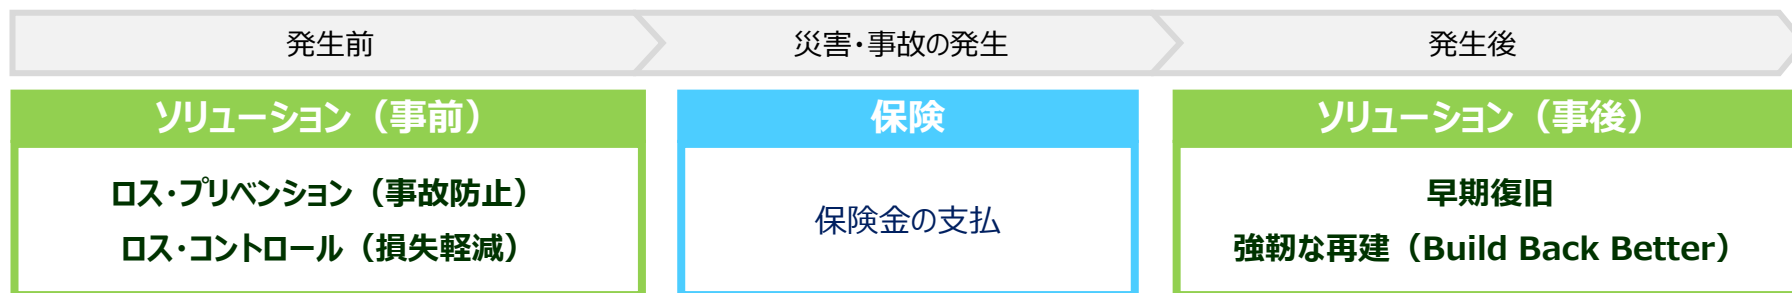 発生前
災害・事故の発生
発生後
ソリューション（事前）
保険
ソリューション（事後）
ロス・プリベンション（事故防止）
ロス・コントロール（損失軽減）
保険金の支払
早期復旧
強靭な再建（Build Back Better）